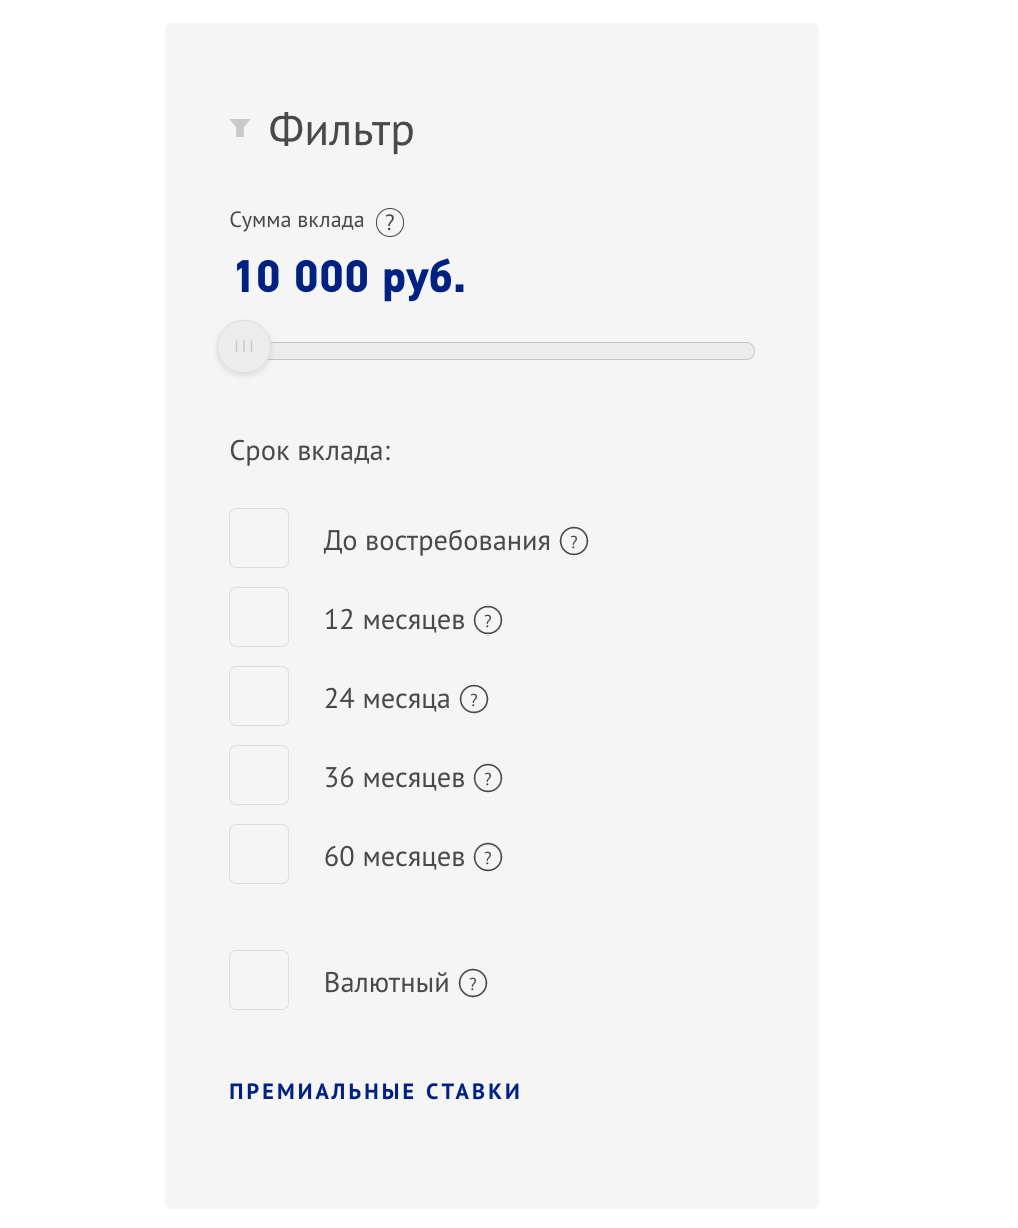 Фильтр
Сумма вклада ?
10 000 руб.
Срок вклада:
До востребования ?
12 месяцев ?
24 месяца ?
36 месяцев ?
60 месяцев ?
Валютный ?
ПРЕМИАЛЬНЫЕ СТАВКИ